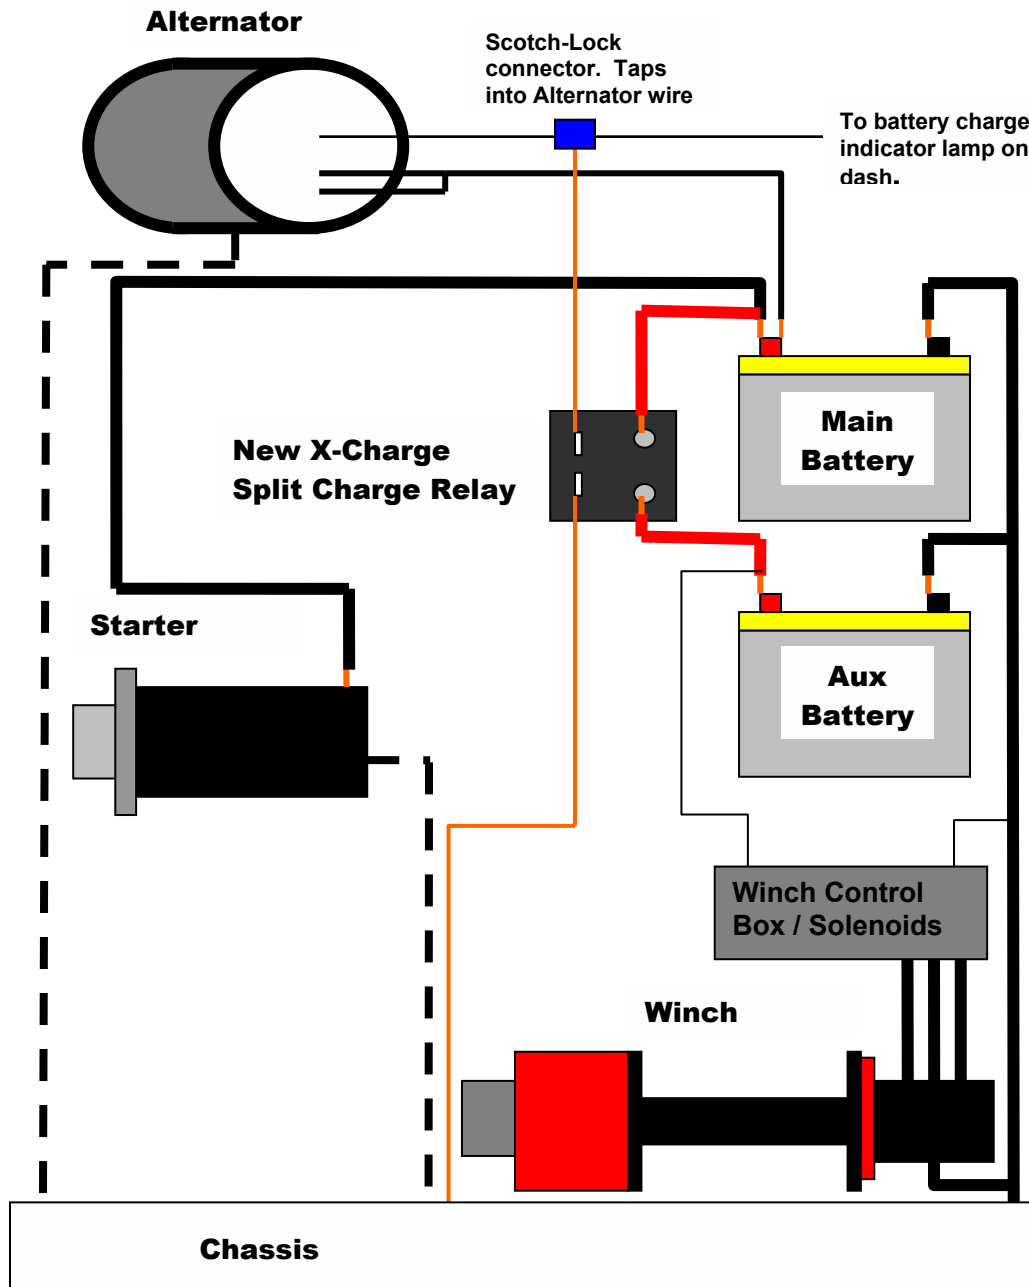 Alternator
Scotch-Lock
connector. Taps
into Alternator wire
To battery charge
indicator lamp on
dash.
New X-Charge
Split Charge Relay
Main
Battery
Starter
Aux
Battery
Winch Control
Box / Solenoids
Winch
Chassis